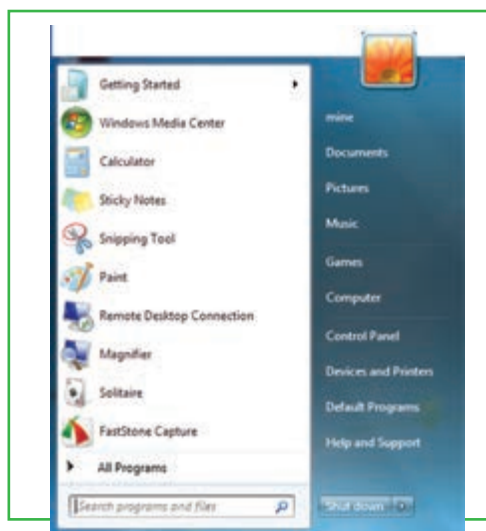 Getting Started
Windows Media Center
Calculator
Sticky Notes
Snipping Tool
Paint
Remote Desktop Connection
Magnifier
Solitaire
FastStone Capture
All Programs
Search programs and files
mine
Documents
Pictures
Music
Games
Computer
Control Panel
Devices and Printers
Default Programs
Help and Support
Shut down